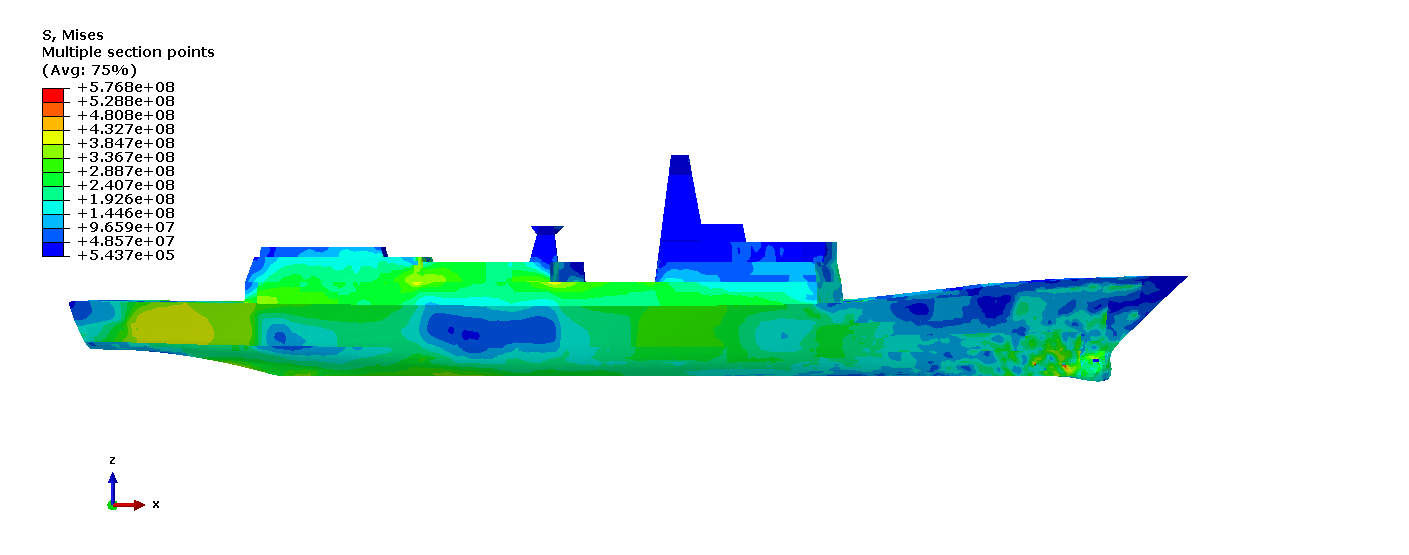 S, Mises
Multiple section points
(Avg: 75%)
+5.768e+08
+5.288e+08
+4.808e+08
+4.327e+08
+3.847e+08
+3.367e+08
+2.887e+08
+2.407e+08
+1.926e+08
+1.446e+08
+9.659e+07
+4.857e+07
+5.437e+05
z
x